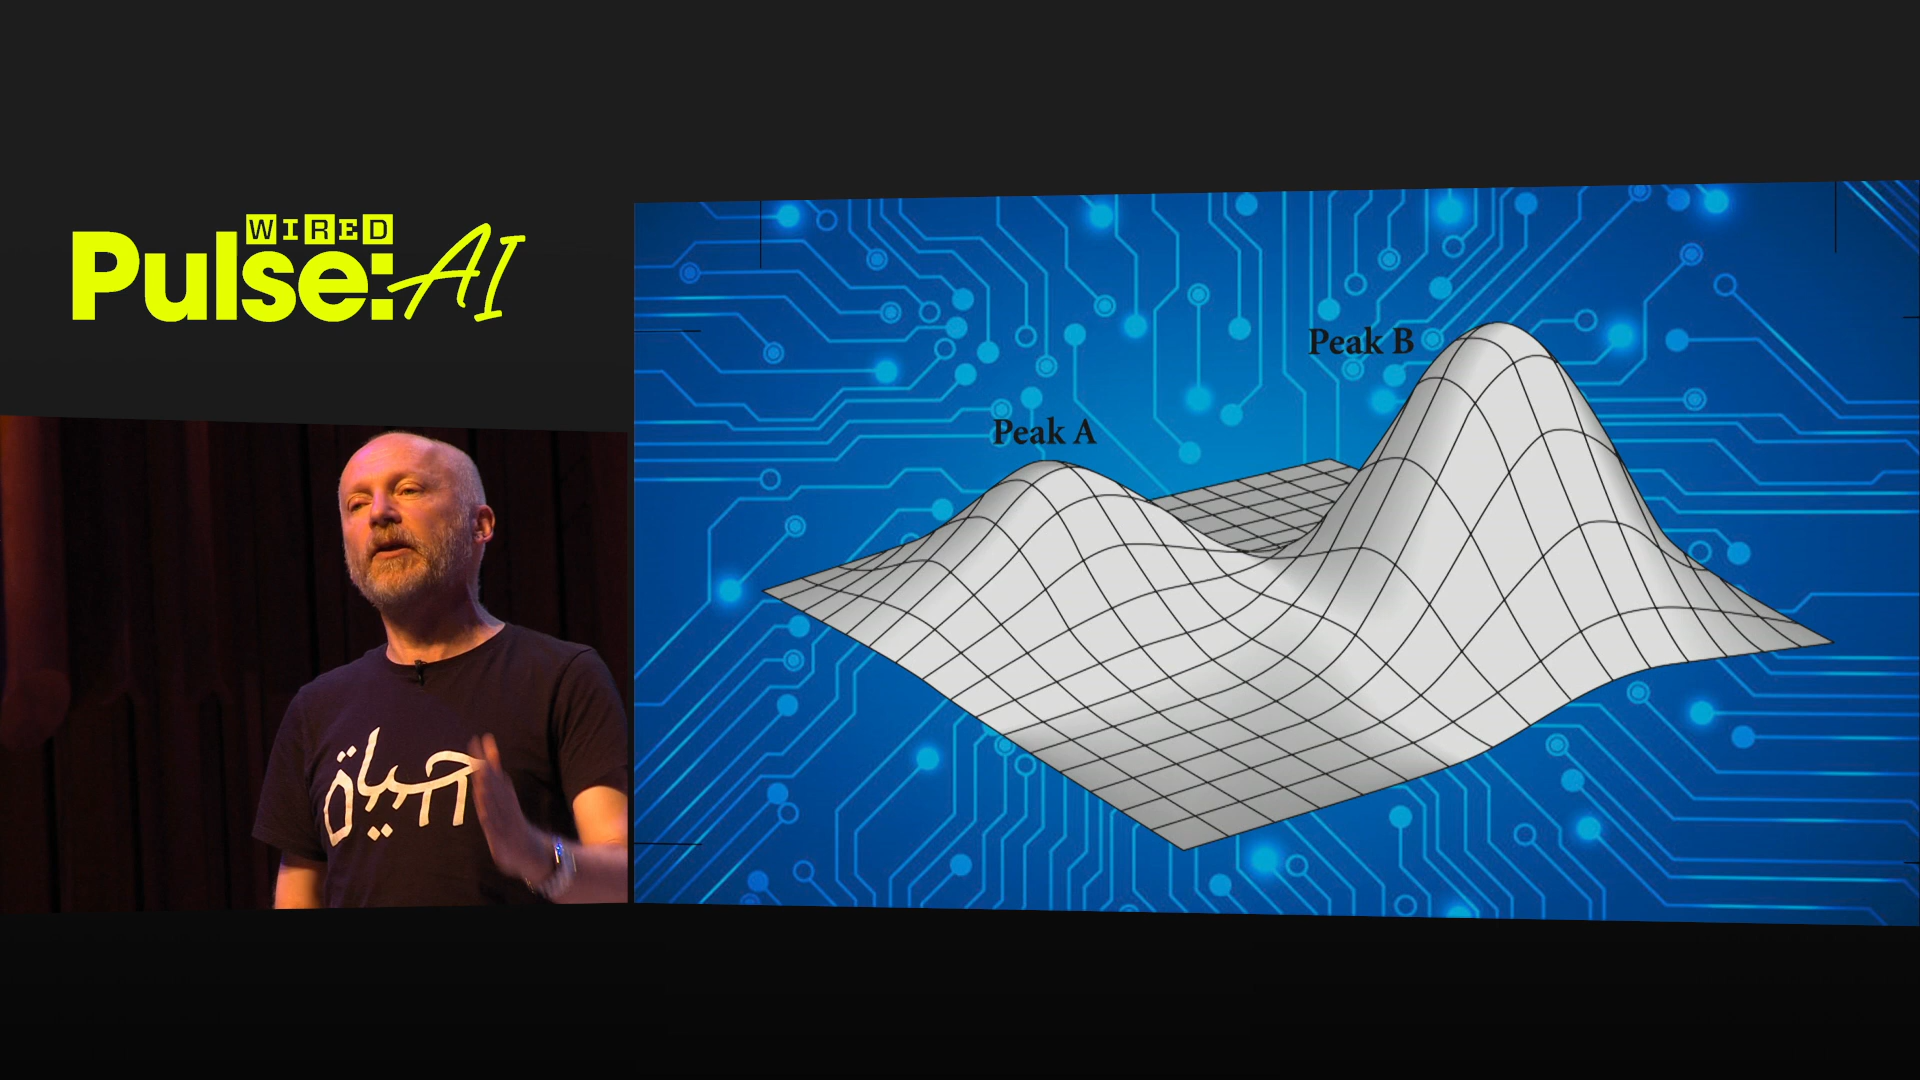 WIRED
Pulse:AI
Peak B
Peak A
حياة